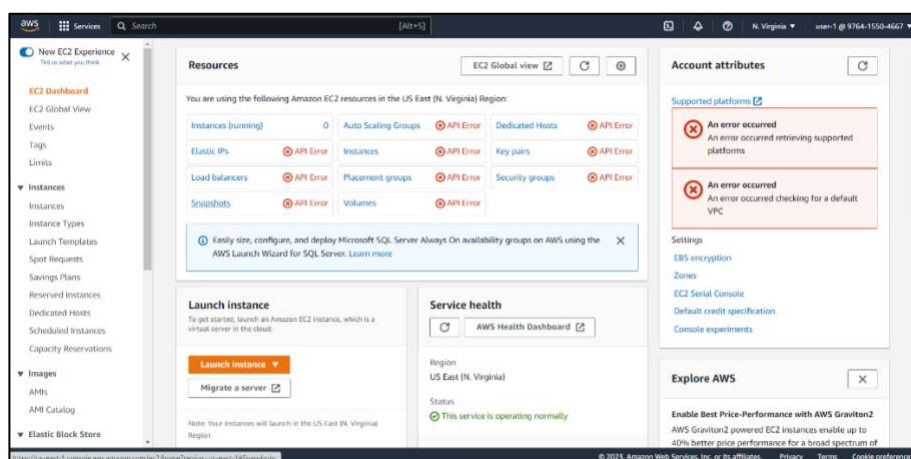 aws
Services
Search
[Alt+S]
N. Virginia ▼
user-1 @ 9764-1550-4667 ▼
New EC2 Experience
Tell us what you think
EC2 Dashboard
EC2 Global View
Events
Tags
Limits
▼ Instances
Instances
Instance Types
Launch Templates
Spot Requests
Savings Plans
Reserved Instances
Dedicated Hosts
Scheduled Instances
Capacity Reservations
▼ Images
AMIs
AMI Catalog
▼ Elastic Block Store
Resources
EC2 Global view
You are using the following Amazon EC2 resources in the US East (N. Virginia) Region:
Instances (running) 0 Auto Scaling Groups API Error Dedicated Hosts API Error
Elastic IPs API Error Instances API Error Key pairs API Error
Load balancers API Error Placement groups API Error Security groups API Error
Snapshots API Error Volumes API Error
Easily size, configure, and deploy Microsoft SQL Server Always On availability groups on AWS using the
AWS Launch Wizard for SQL Server. Learn more
Launch instance
To get started, launch an Amazon EC2 instance, which is a
virtual server in the cloud.
Launch instance ▼
Migrate a server
Note: Your instances will launch in the US East (N. Virginia)
Region
Service health
AWS Health Dashboard
Region
US East (N. Virginia)
Status
This service is operating normally
Account attributes
Supported platforms
An error occurred
An error occurred retrieving supported
platforms
An error occurred
An error occurred checking for a default
VPC
Settings
EBS encryption
Zones
EC2 Serial Console
Default credit specification
Console experiments
Explore AWS
Enable Best Price-Performance with AWS Graviton2
AWS Graviton2 powered EC2 instances enable up to
40% better price performance for a broad spectrum of
© 2023, Amazon Web Services, Inc. or its affiliates. Privacy Terms Cookie preferences